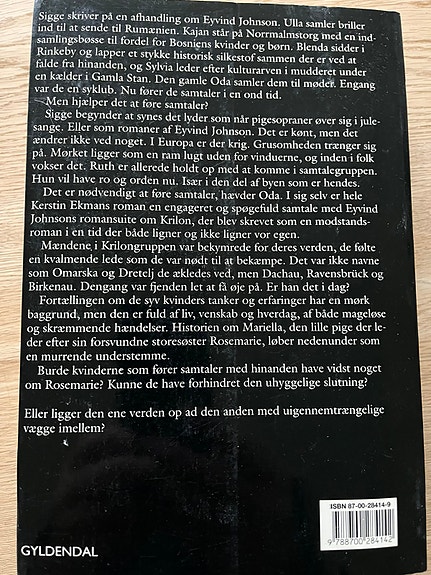 Sigge skriver på en afhandling om Eyvind Johnson. Ulla samler briller
ind til at sende til Rumænien. Kajan står på Norrmalmstorg med en ind-
samlingsbøsse til fordel for Bosniens kvinder og børn. Blenda sidder i
Rinkeby og lapper et stykke historisk silkestof sammen der er ved at
falde fra hinanden, og Sylvia leder efter kulturarven i mudderet under
en kælder i Gamla Stan. Den gamle Oda samler dem til møder. Engang
var de en syklub. Nu fører de samtaler i en ond tid.
Men hjælper det at føre samtaler?
Sigge begynder at synes det lyder som når pigesopraner øver sig i jule-
sange. Eller som romaner af Eyvind Johnson. Det er kønt, men det
ændrer ikke ved noget. I Europa er der krig. Grusomheden trænger sig
på. Mørket ligger som en ram lugt uden for vinduerne, og inden i folk
vokser det. Ruth er allerede holdt op med at komme i samtalegruppen.
Hun vil have ro og orden nu. Især i den del af byen som er hendes.
Det er nødvendigt at føre samtaler, hævder Oda. I sig selv er hele
Kerstin Ekmans roman en engageret og spøgefuld samtale med Eyvind
Johnsons romansuite om Krilon, der blev skrevet som en modstands-
roman i en tid der både ligner og ikke ligner vor egen.
Mændene i Krilongruppen var bekymrede for deres verden, de følte
en kvalmende lede som de var nødt til at bekæmpe. Det var ikke navne
som Omarska og Dretelj de ækledes ved, men Dachau, Ravensbrück og
Birkenau. Dengang var fjenden let at få øje på. Er han det i dag?
Fortællingen om de syv kvinders tanker og erfaringer har en mørk
baggrund, men den er fuld af liv, venskab og hverdag, af både mageløse
og skræmmende hændelser. Historien om Mariella, den lille pige der le-
der efter sin forsvundne storesøster Rosemarie, løber nedenunder som
en murrende understemme.
Burde kvinderne som fører samtaler med hinanden have vidst noget
om Rosemarie? Kunne de have forhindret den uhyggelige slutning?
Eller ligger den ene verden op ad den anden med uigennemtrængelige
vægge imellem?
ISBN 87-00-28414-9
9 788700 284142
GYLDENDAL